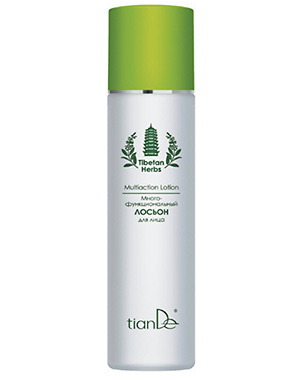 Tibetan
Herbs
Multiaction Lotion
Много-
функциональный
ЛОСЬОН
для лица
tianDe®